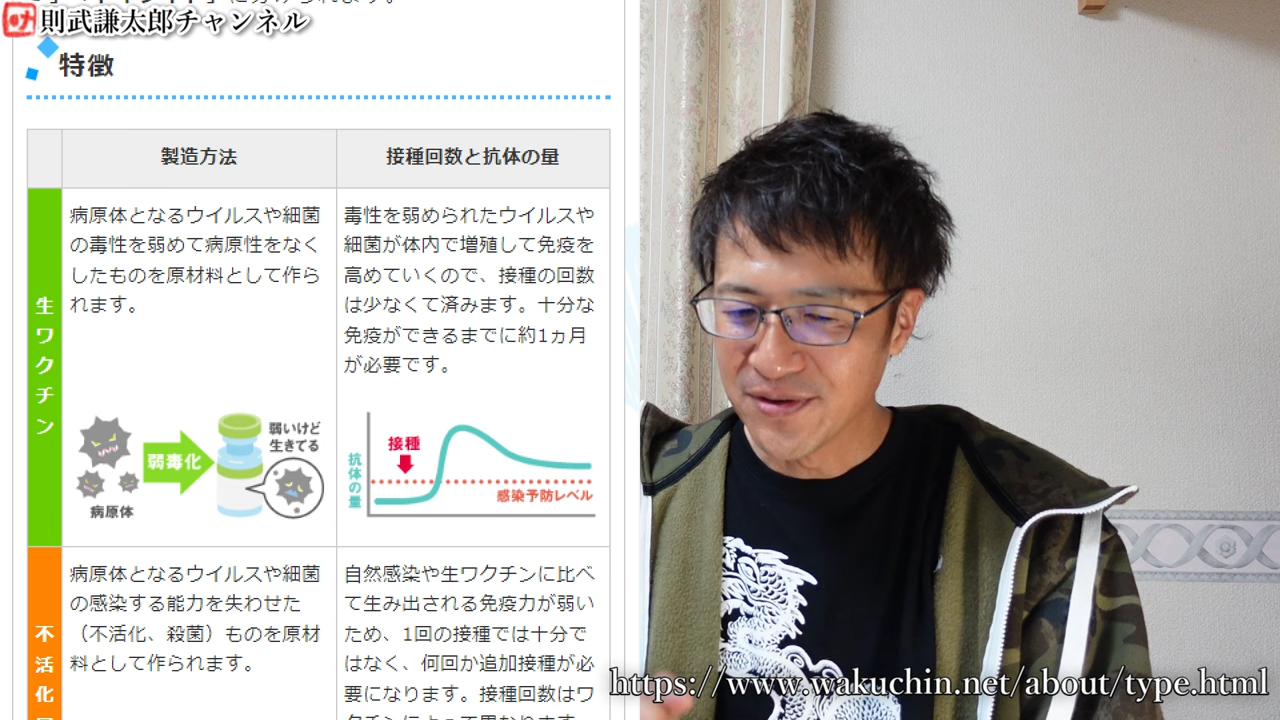 則武謙太郎チャンネル
特徴
製造方法
接種回数と抗体の量
生ワクチン
病原体となるウイルスや細菌
の毒性を弱めて病原性をなく
したものを原材料として作ら
れます。
病原体
弱毒化
弱いけど
生きてる
毒性を弱められたウイルスや
細菌が体内で増殖して免疫を
高めていくので、接種の回数
は少なくて済みます。十分な
免疫ができるまでに約1ヵ月
が必要です。
抗体の量
接種
感染予防レベル
不活化
病原体となるウイルスや細菌
の感染する能力を失わせた
（不活化、殺菌）ものを原材
料として作られます。
自然感染や生ワクチンに比べ
て生み出される免疫力が弱い
ため、1回の接種では十分で
はなく、何回か追加接種が必
要になります。接種回数はワ
https://www.wakuchin.net/about/type.html